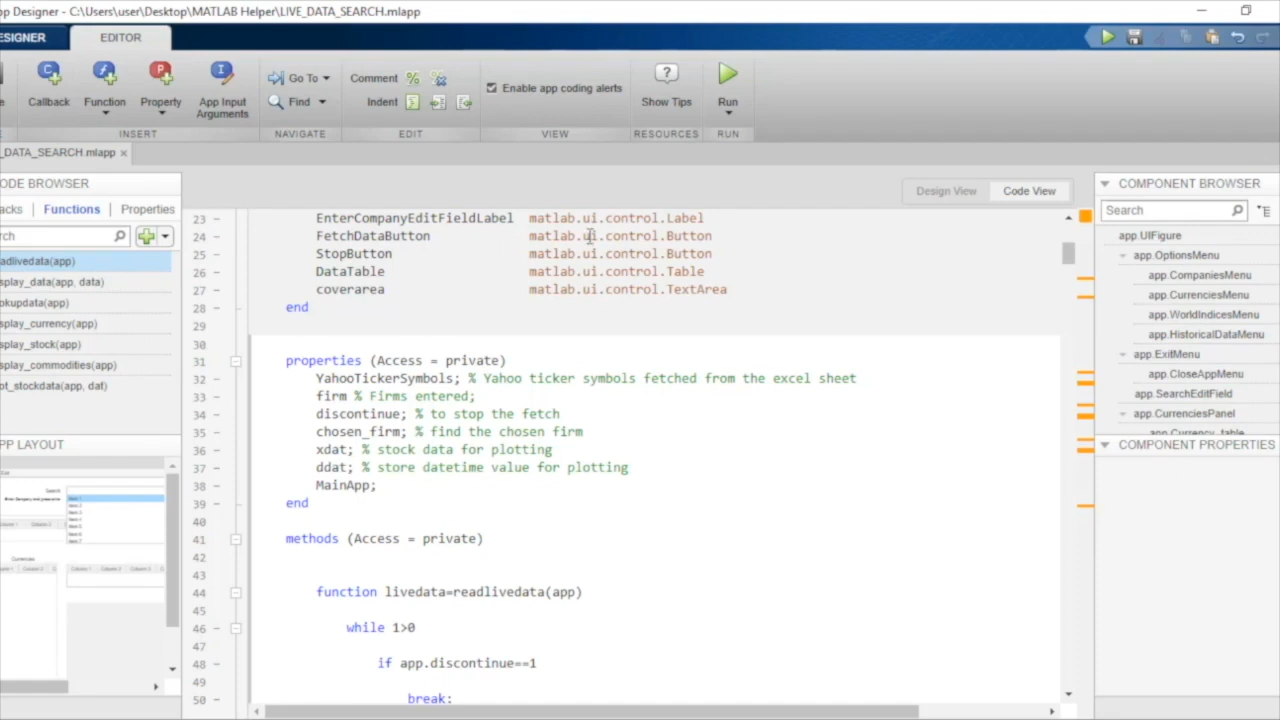 pp Designer - C:\Users\user\Desktop\MATLAB Helper\LIVE_DATA_SEARCH.mlapp
ESIGNER
EDITOR
Callback
Function
Property
App Input
Arguments
INSERT
Go To
Find
NAVIGATE
Comment
Indent
EDIT
Enable app coding alerts
VIEW
Show Tips
RESOURCES
Run
RUN
_DATA_SEARCH.mlapp ×
ODE BROWSER
acks
Functions
Properties
rch
adlivedata(app)
splay_data(app, data)
okupdata(app)
splay_currency(app)
splay_stock(app)
splay_commodities(app)
ot_stockdata(app, dat)
PP LAYOUT
Design View
Code View
23 - EnterCompanyEditFieldLabel matlab.ui.control.Label
24 - FetchDataButton matlab.ui.control.Button
25 - StopButton matlab.ui.control.Button
26 - DataTable matlab.ui.control.Table
27 - coverarea matlab.ui.control.TextArea
28 - end
29
30
31 properties (Access = private)
32 - YahooTickerSymbols; % Yahoo ticker symbols fetched from the excel sheet
33 - firm % Firms entered;
34 - discontinue; % to stop the fetch
35 - chosen_firm; % find the chosen firm
36 - xdat; % stock data for plotting
37 - ddat; % store datetime value for plotting
38 - MainApp;
39 - end
40
41 methods (Access = private)
42
43
44 function livedata=readlivedata(app)
45
46 - while 1>0
47
48 - if app.discontinue==1
49
50 - break;
COMPONENT BROWSER
Search
app.UIFigure
app.OptionsMenu
app.CompaniesMenu
app.CurrenciesMenu
app.WorldIndicesMenu
app.HistoricalDataMenu
app.ExitMenu
app.CloseAppMenu
app.SearchEditField
app.CurrenciesPanel
app.Currency_table
COMPONENT PROPERTIES